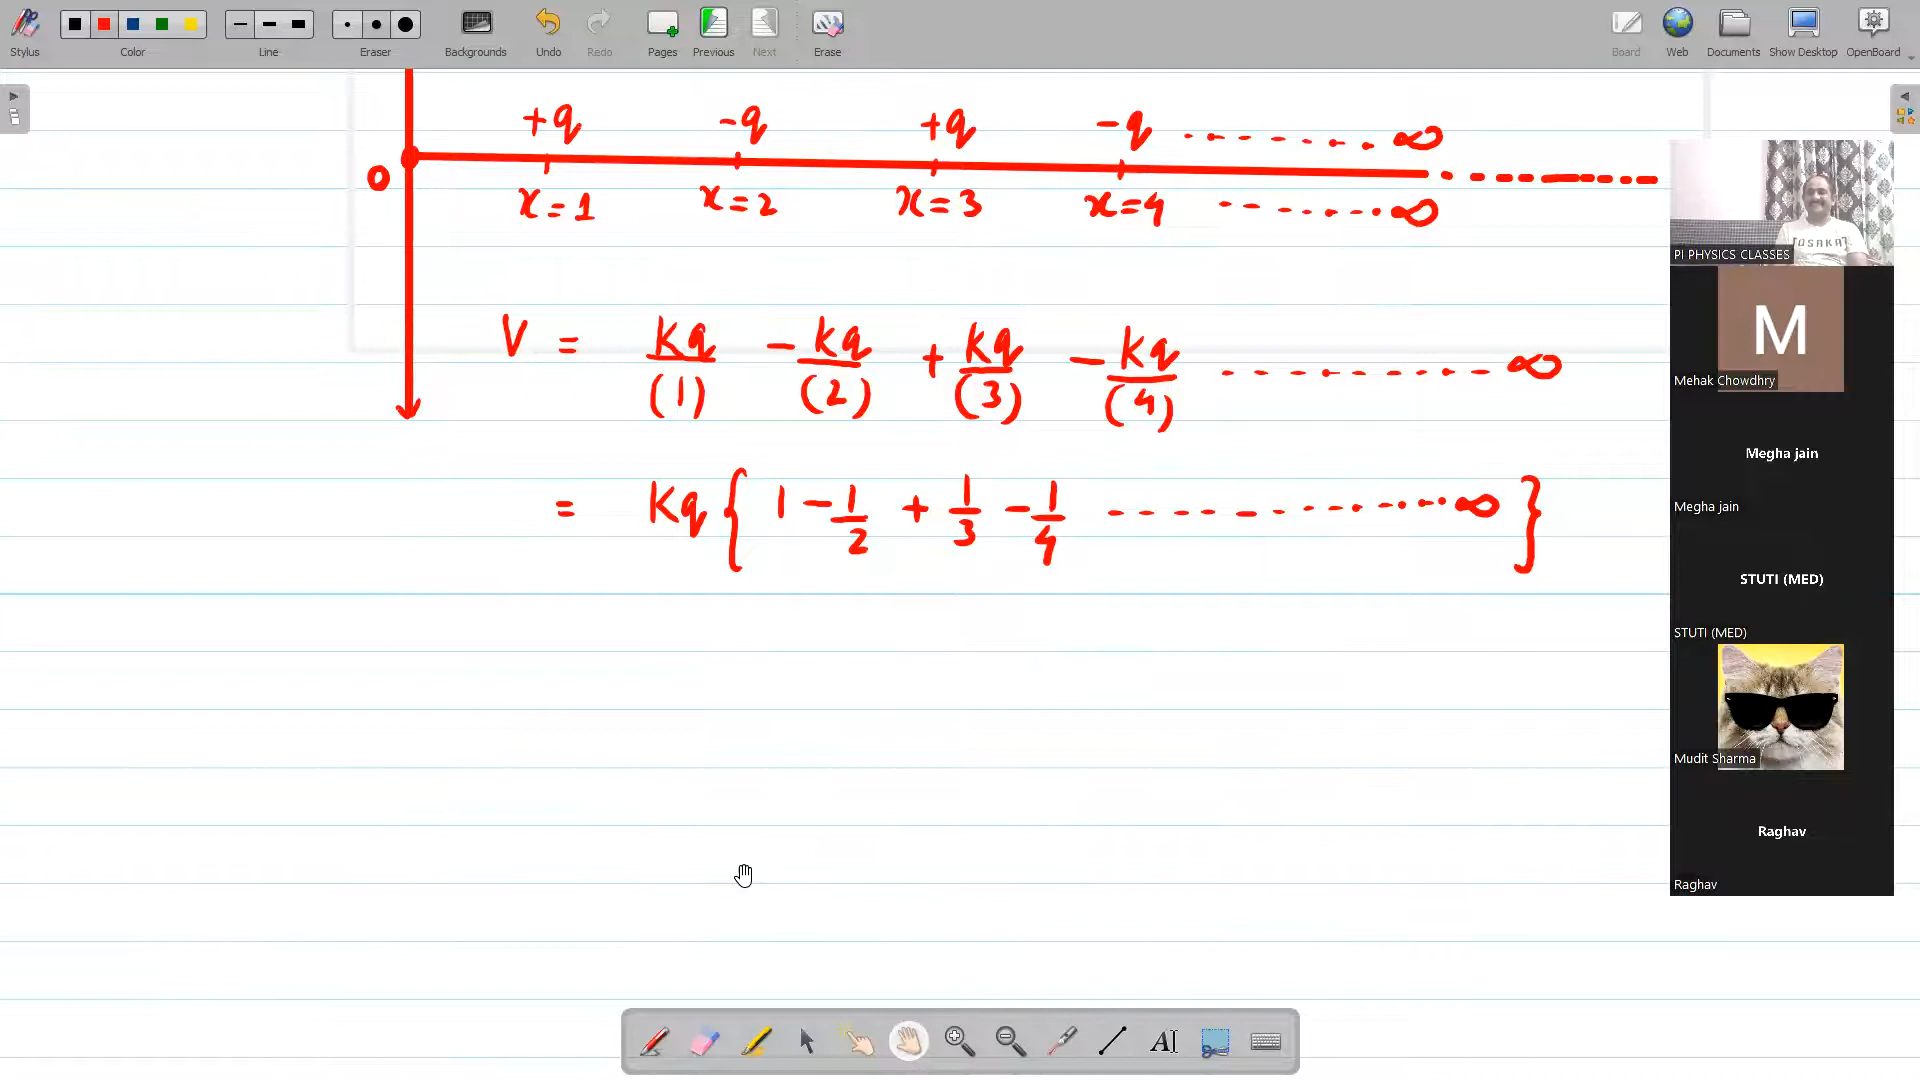 Stylus Color Line Eraser Backgrounds Undo Redo Pages Previous Next Erase Board Web Documents Show Desktop OpenBoard
+q -q +q -q ........ ∞
0
x=1 x=2 x=3 x=4 ........ ∞
V = Kq/(1) - Kq/(2) + Kq/(3) - Kq/(4) ............ ∞
= Kq { 1 - 1/2 + 1/3 - 1/4 ................ ∞ }
OSAKA
PI PHYSICS CLASSES
M
Mehak Chowdhry
Megha jain
Megha jain
STUTI (MED)
STUTI (MED)
Mudit Sharma
Raghav
Raghav
AI